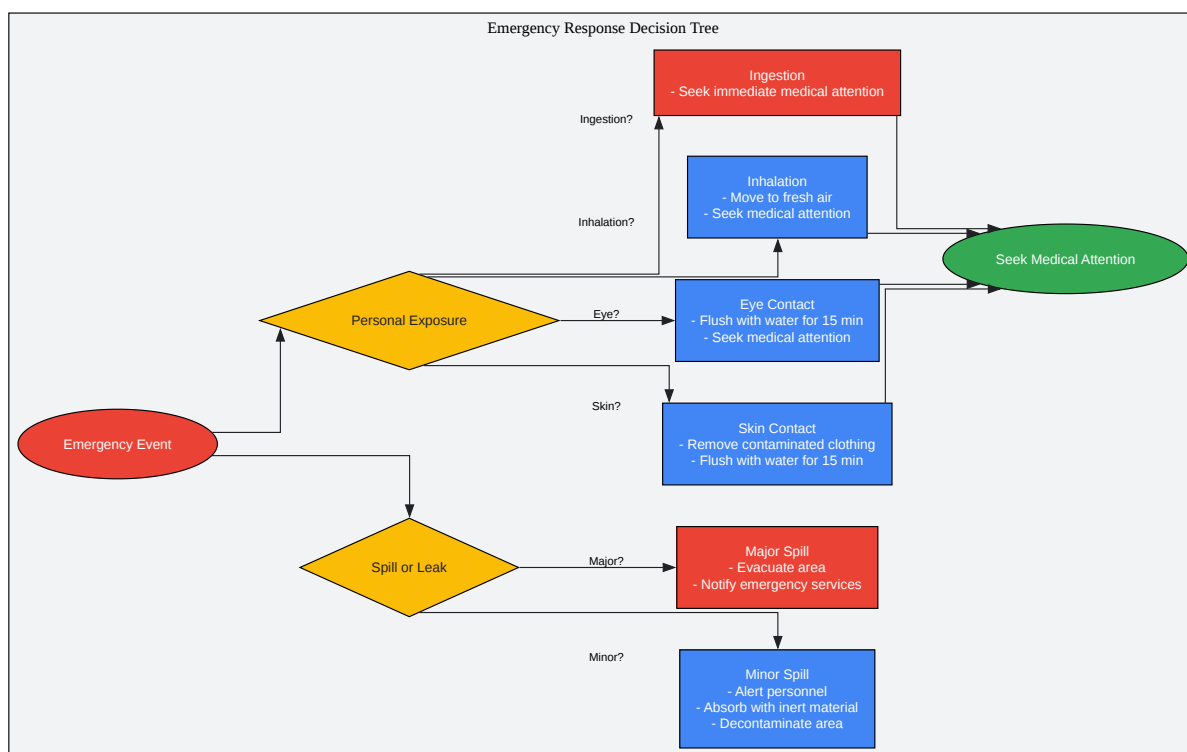 Emergency Response Decision Tree
Ingestion
- Seek immediate medical attention
Ingestion?
Inhalation
- Move to fresh air
- Seek medical attention
Inhalation?
Seek Medical Attention
Personal Exposure
Eye?
Eye Contact
- Flush with water for 15 min
- Seek medical attention
Skin?
Skin Contact
- Remove contaminated clothing
- Flush with water for 15 min
Emergency Event
Spill or Leak
Major?
Major Spill
- Evacuate area
- Notify emergency services
Minor?
Minor Spill
- Alert personnel
- Absorb with inert material
- Decontaminate area